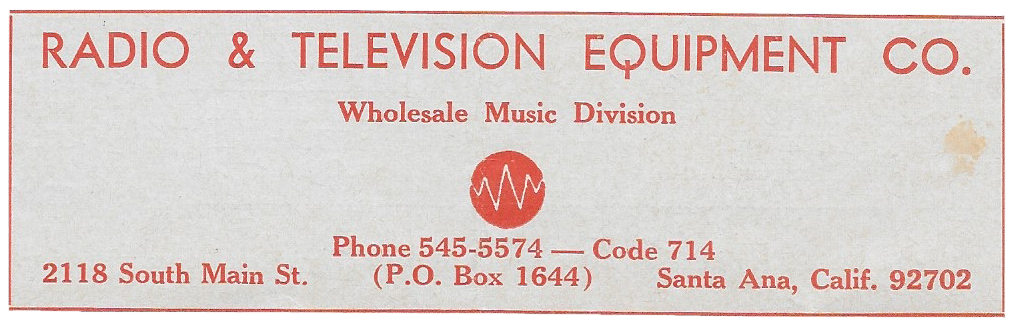 RADIO & TELEVISION EQUIPMENT CO.
Wholesale Music Division
Phone 545-5574 — Code 714
2118 South Main St. (P.O. Box 1644) Santa Ana, Calif. 92702